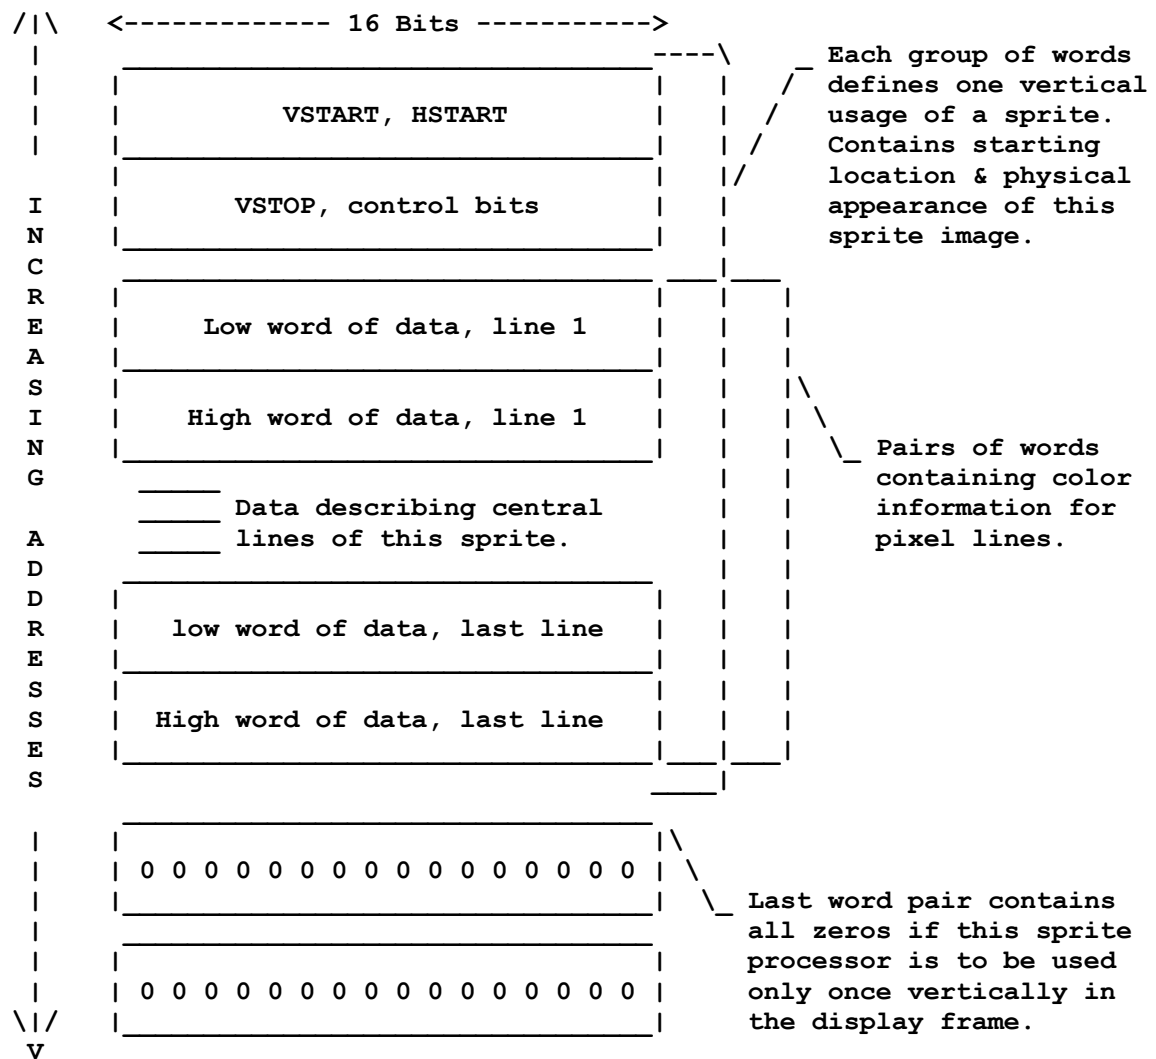 <------------- 16 Bits ----------->
Each group of words
defines one vertical
usage of a sprite.
Contains starting
location & physical
appearance of this
sprite image.
VSTART, HSTART
VSTOP, control bits
INCREASING ADDRESSES
Low word of data, line 1
High word of data, line 1
Pairs of words
containing color
information for
pixel lines.
Data describing central
lines of this sprite.
low word of data, last line
High word of data, last line
0 0 0 0 0 0 0 0 0 0 0 0 0 0 0 0
Last word pair contains
all zeros if this sprite
processor is to be used
only once vertically in
the display frame.
0 0 0 0 0 0 0 0 0 0 0 0 0 0 0 0